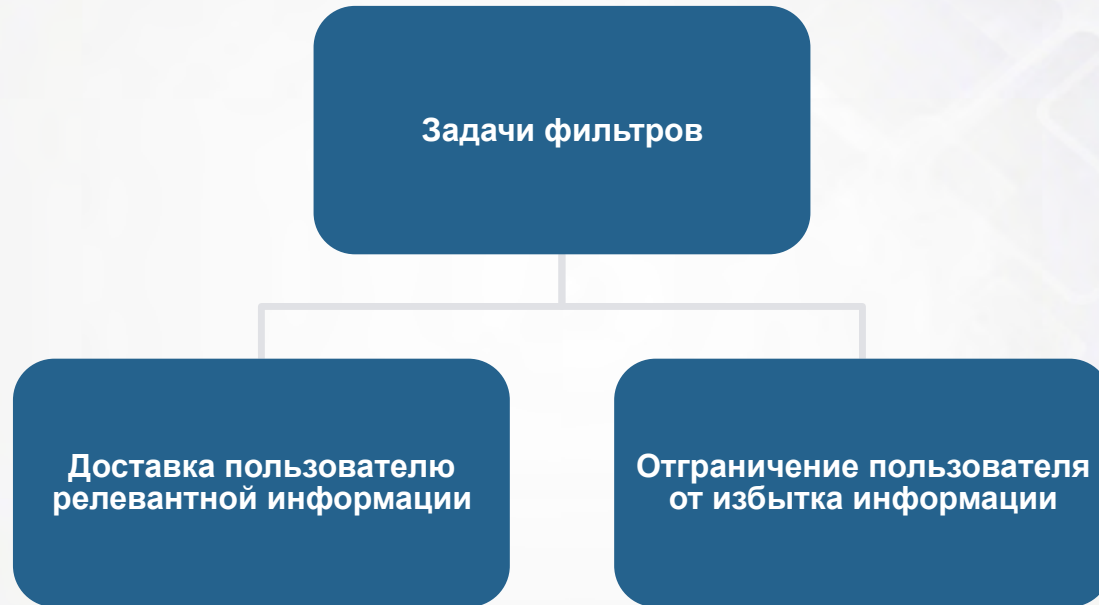 Задачи фильтров
Доставка пользователю
релевантной информации
Отграничение пользователя
от избытка информации